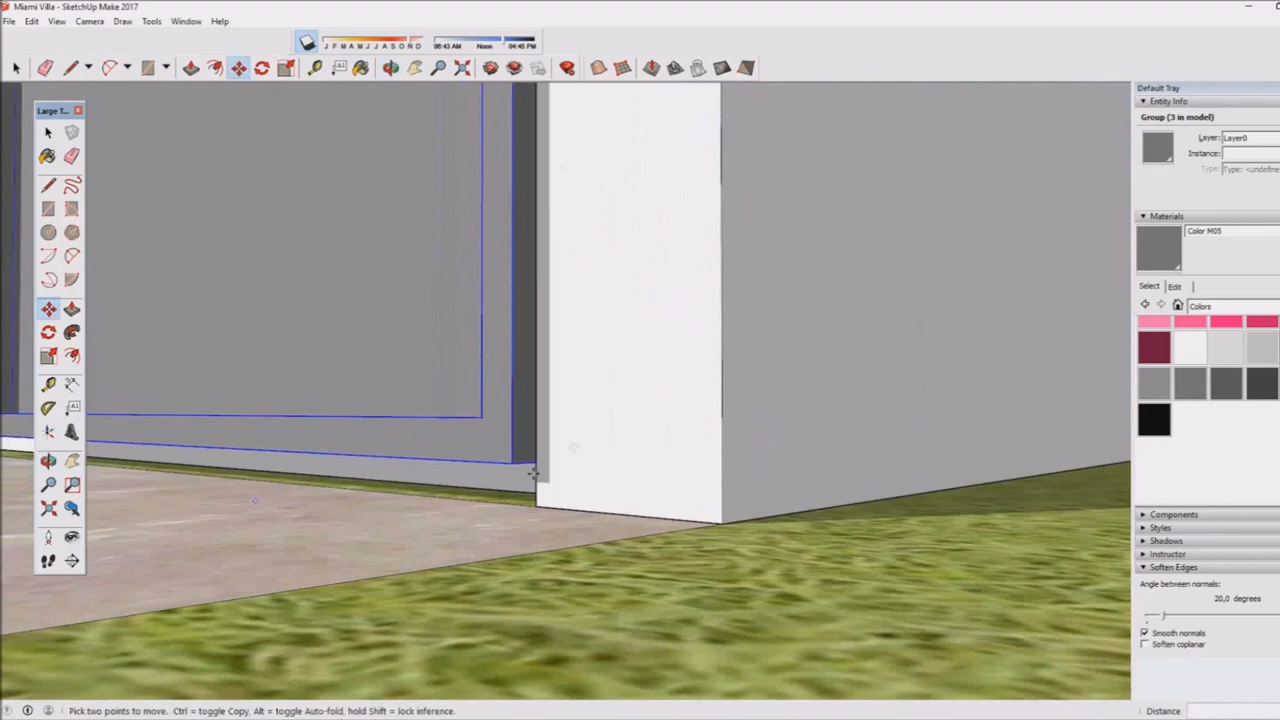 Miami Villa - SketchUp Make 2017
File Edit View Camera Draw Tools Window Help
J F M A M J J A S O N D
06:43 AM Noon 04:45 PM
Default Tray
Large T...
Entity Info
Group (3 in model)
Layer: Layer0
Instance:
Type: Type: <undefine
Materials
Color M05
Select Edit
Colors
Components
Styles
Shadows
Instructor
Soften Edges
Angle between normals:
20,0 degrees
Smooth normals
Soften coplanar
Pick two points to move. Ctrl = toggle Copy, Alt = toggle Auto-fold, hold Shift = lock inference.
Distance